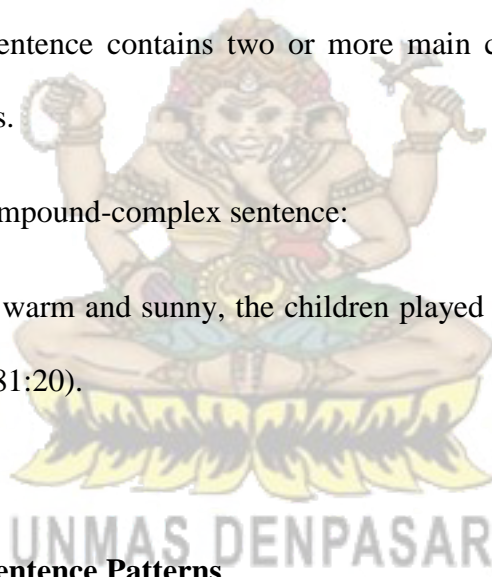 entence contains two or more main c
s.
mpound-complex sentence:
warm and sunny, the children played
81:20).
UNMAS DENPASAR
entence Patterns